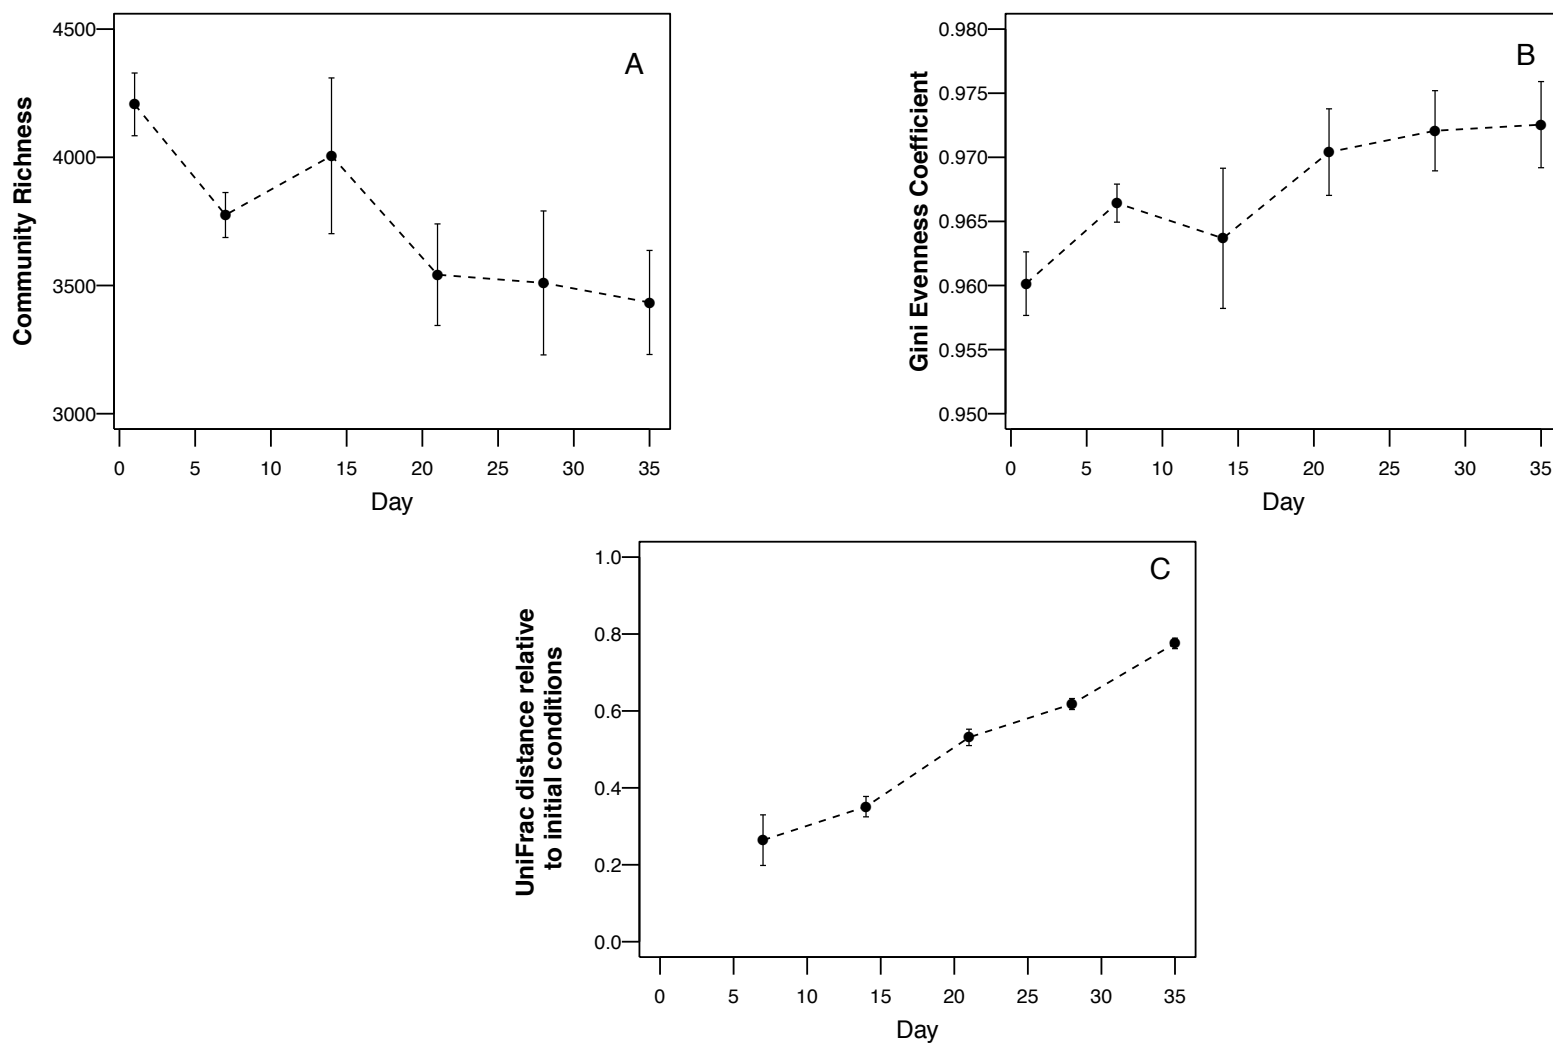 A
Community Richness
4500
4000
3500
3000
0 5 10 15 20 25 30 35
Day
B
Gini Evenness Coefficient
0.980
0.975
0.970
0.965
0.960
0.955
0.950
0 5 10 15 20 25 30 35
Day
C
UniFrac distance relative
to initial conditions
1.0
0.8
0.6
0.4
0.2
0.0
0 5 10 15 20 25 30 35
Day